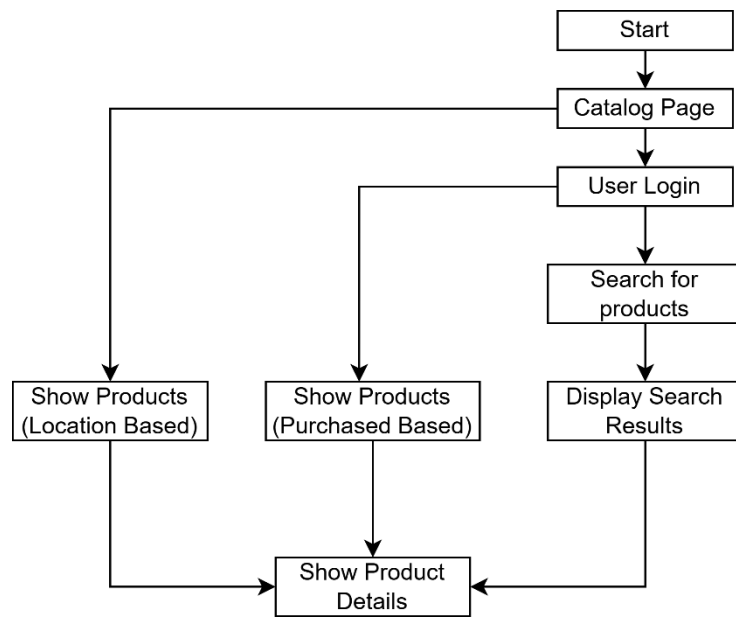 Start
Catalog Page
User Login
Search for
products
Show Products
(Location Based)
Show Products
(Purchased Based)
Display Search
Results
Show Product
Details